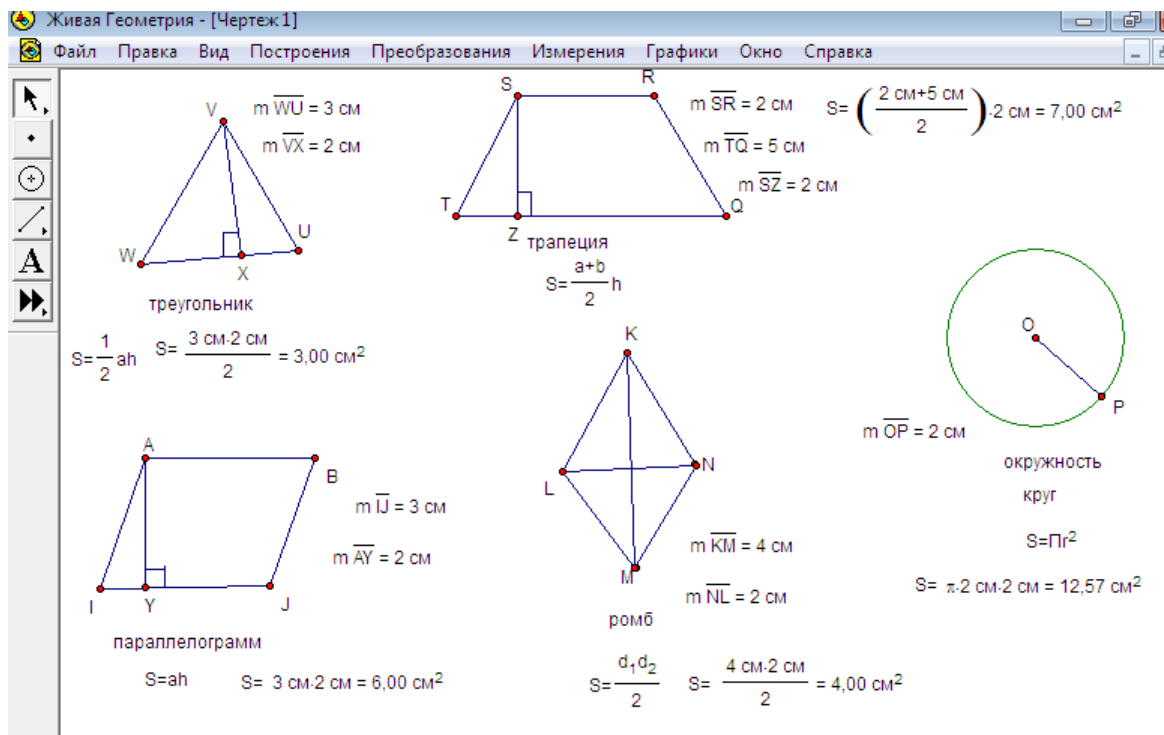 Живая Геометрия - [Чертеж1]
Файл Правка Вид Построения Преобразования Измерения Графики Окно Справка
A
V
W
X
U
m WU = 3 см
m VX = 2 см
треугольник
S=1/2 ah
S= 3 см·2 см/2 = 3,00 см²
S
R
T
Z
Q
m SR = 2 см
m TQ = 5 см
m SZ = 2 см
S= (2 см+5 см/2)·2 см = 7,00 см²
трапеция
S=a+b/2 h
A
B
I
Y
J
m IJ = 3 см
m AY = 2 см
параллелограмм
S=ah
S= 3 см·2 см = 6,00 см²
K
L
N
M
m KM = 4 см
m NL = 2 см
ромб
S=d₁d₂/2
S= 4 см·2 см/2 = 4,00 см²
O
P
m OP = 2 см
окружность
круг
S=Пr²
S= π·2 см·2 см = 12,57 см²